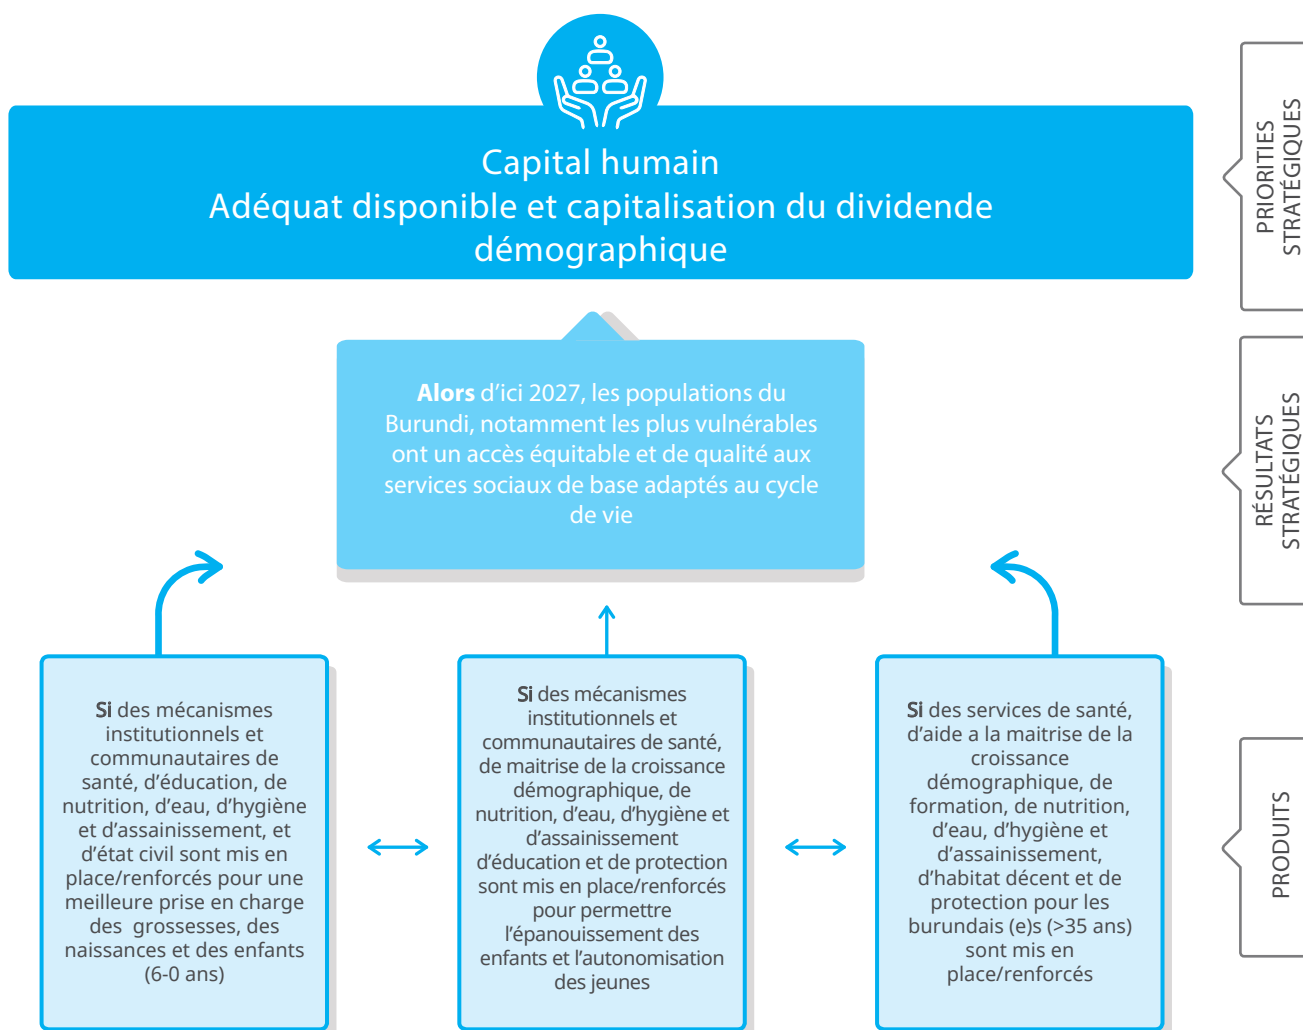 Capital humain
Adéquat disponible et capitalisation du dividende
démographique
PRIORITIES
STRATÉGIQUES
Alors d’ici 2027, les populations du
Burundi, notamment les plus vulnérables
ont un accès équitable et de qualité aux
services sociaux de base adaptés au cycle
de vie
RÉSULTATS
STRATÉGIQUES
Si des mécanismes
institutionnels et
communautaires de
santé, d’éducation, de
nutrition, d’eau, d’hygiène
et d’assainissement, et
d’état civil sont mis en
place/renforcés pour une
meilleure prise en charge
des grossesses, des
naissances et des enfants
(6-0 ans)
Si des mécanismes
institutionnels et
communautaires de santé,
de maitrise de la croissance
démographique, de
nutrition, d’eau, d’hygiène et
d’assainissement
d’éducation et de protection
sont mis en place/renforcés
pour permettre
l’épanouissement des
enfants et l’autonomisation
des jeunes
Si des services de santé,
d’aide a la maitrise de la
croissance
démographique, de
formation, de nutrition,
d’eau, d’hygiène et
d’assainissement,
d’habitat décent et de
protection pour les
burundais (e)s (>35 ans)
sont mis en
place/renforcés
PRODUITS